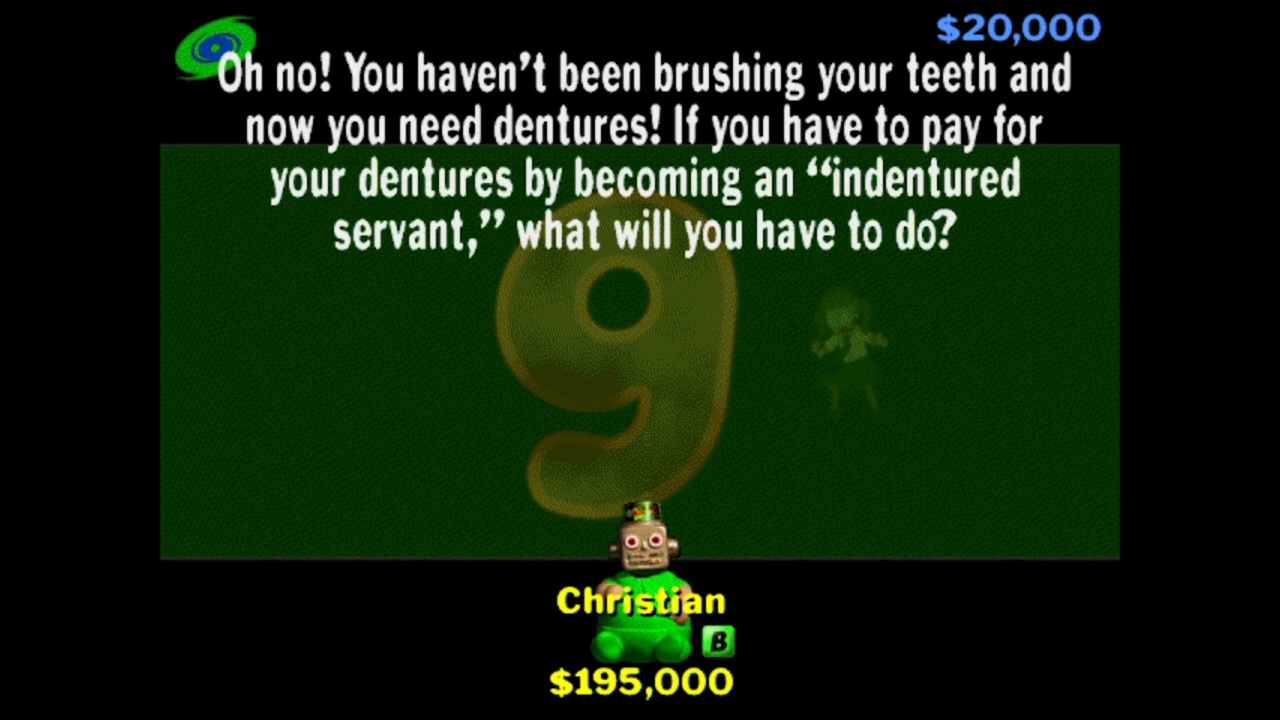 $20,000
Oh no! You haven't been brushing your teeth and
now you need dentures! If you have to pay for
your dentures by becoming an “indentured
servant,” what will you have to do?
9
Christian
B
$195,000